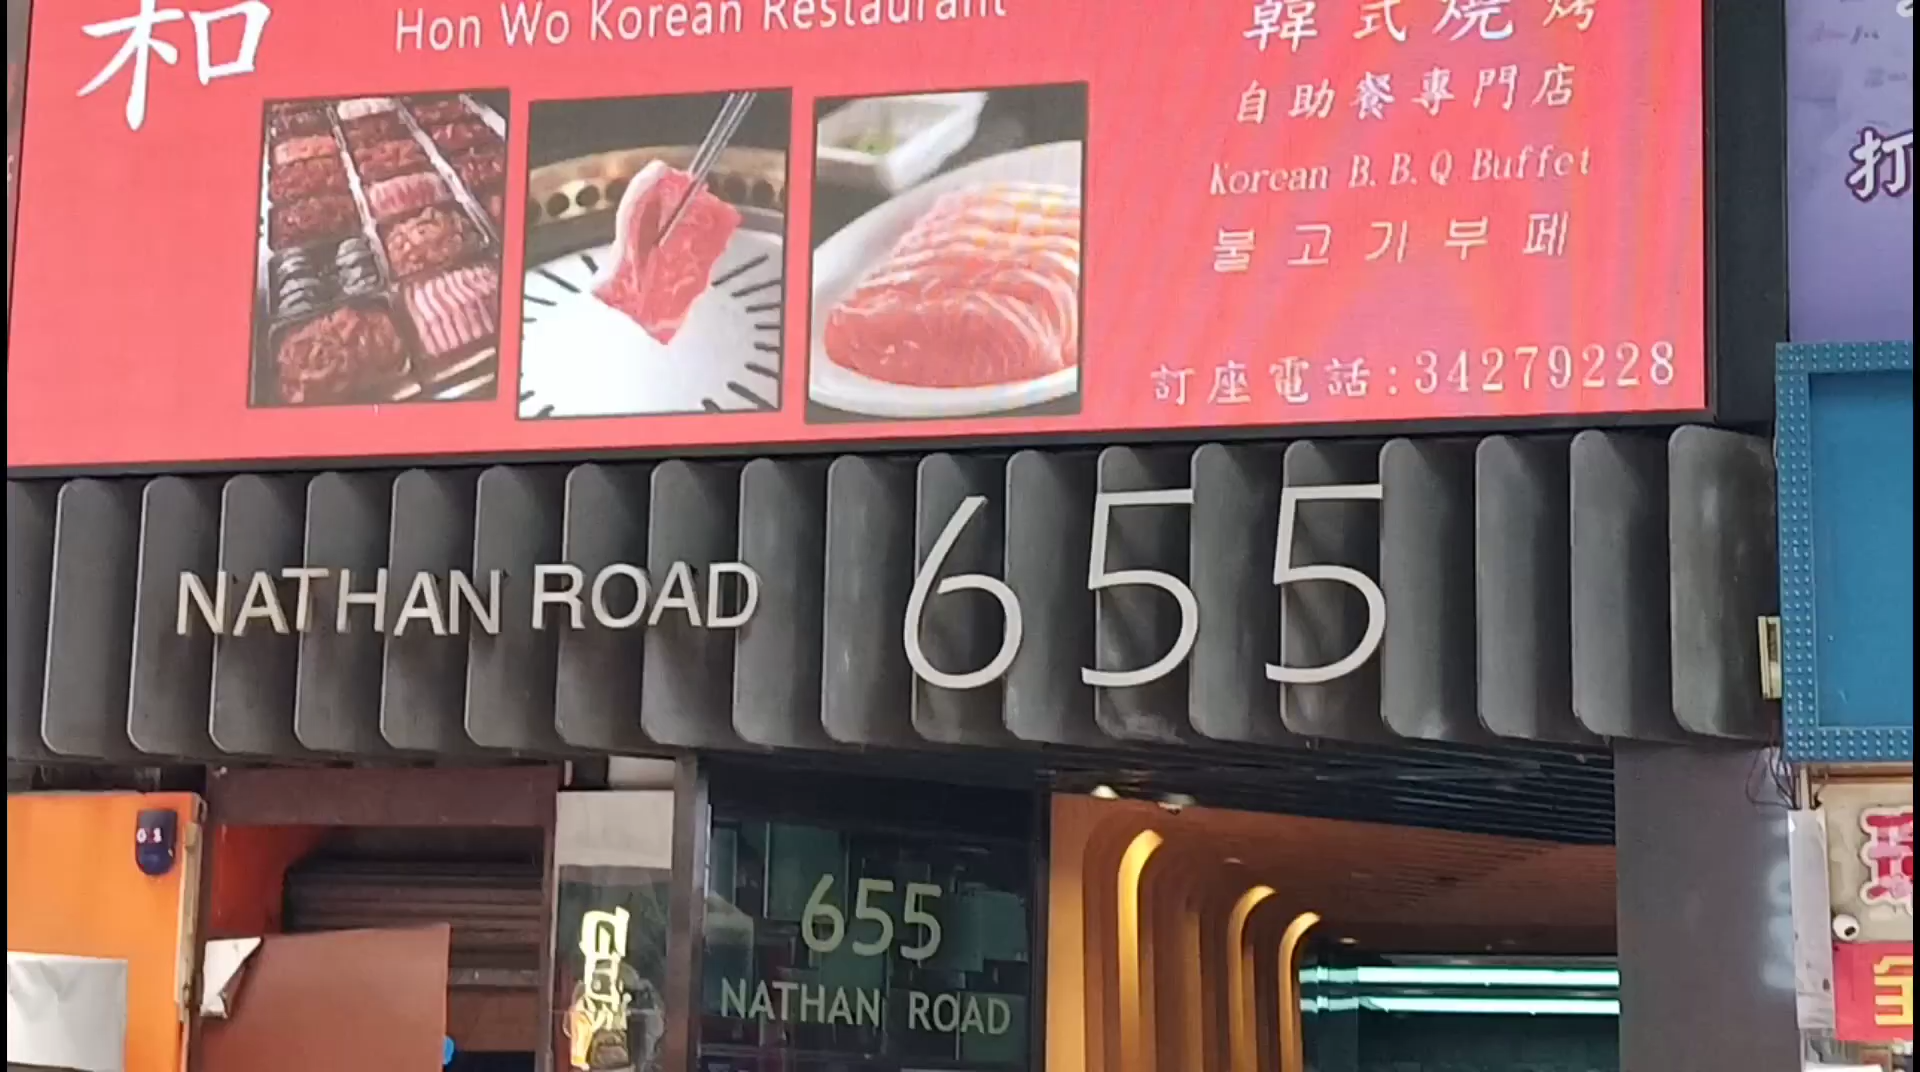 和
Hon Wo Korean Restaurant
韓式燒烤
自助餐專門店
Korean B.B.Q Buffet
불고기부페
訂座電話:34279228
打
NATHAN ROAD 655
655
NATHAN ROAD